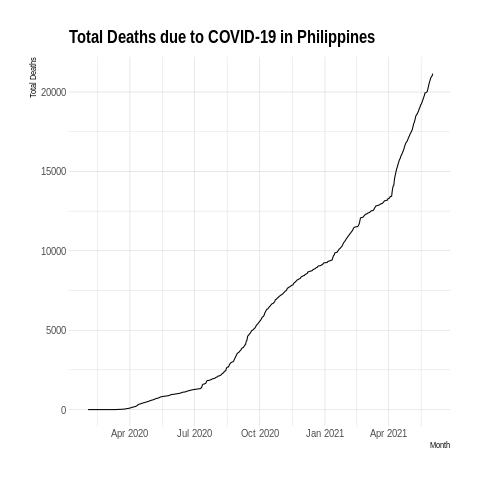 Total Deaths due to COVID-19 in Philippines
Total Deaths
20000
15000
10000
5000
0
Apr 2020 Jul 2020 Oct 2020 Jan 2021 Apr 2021
Month